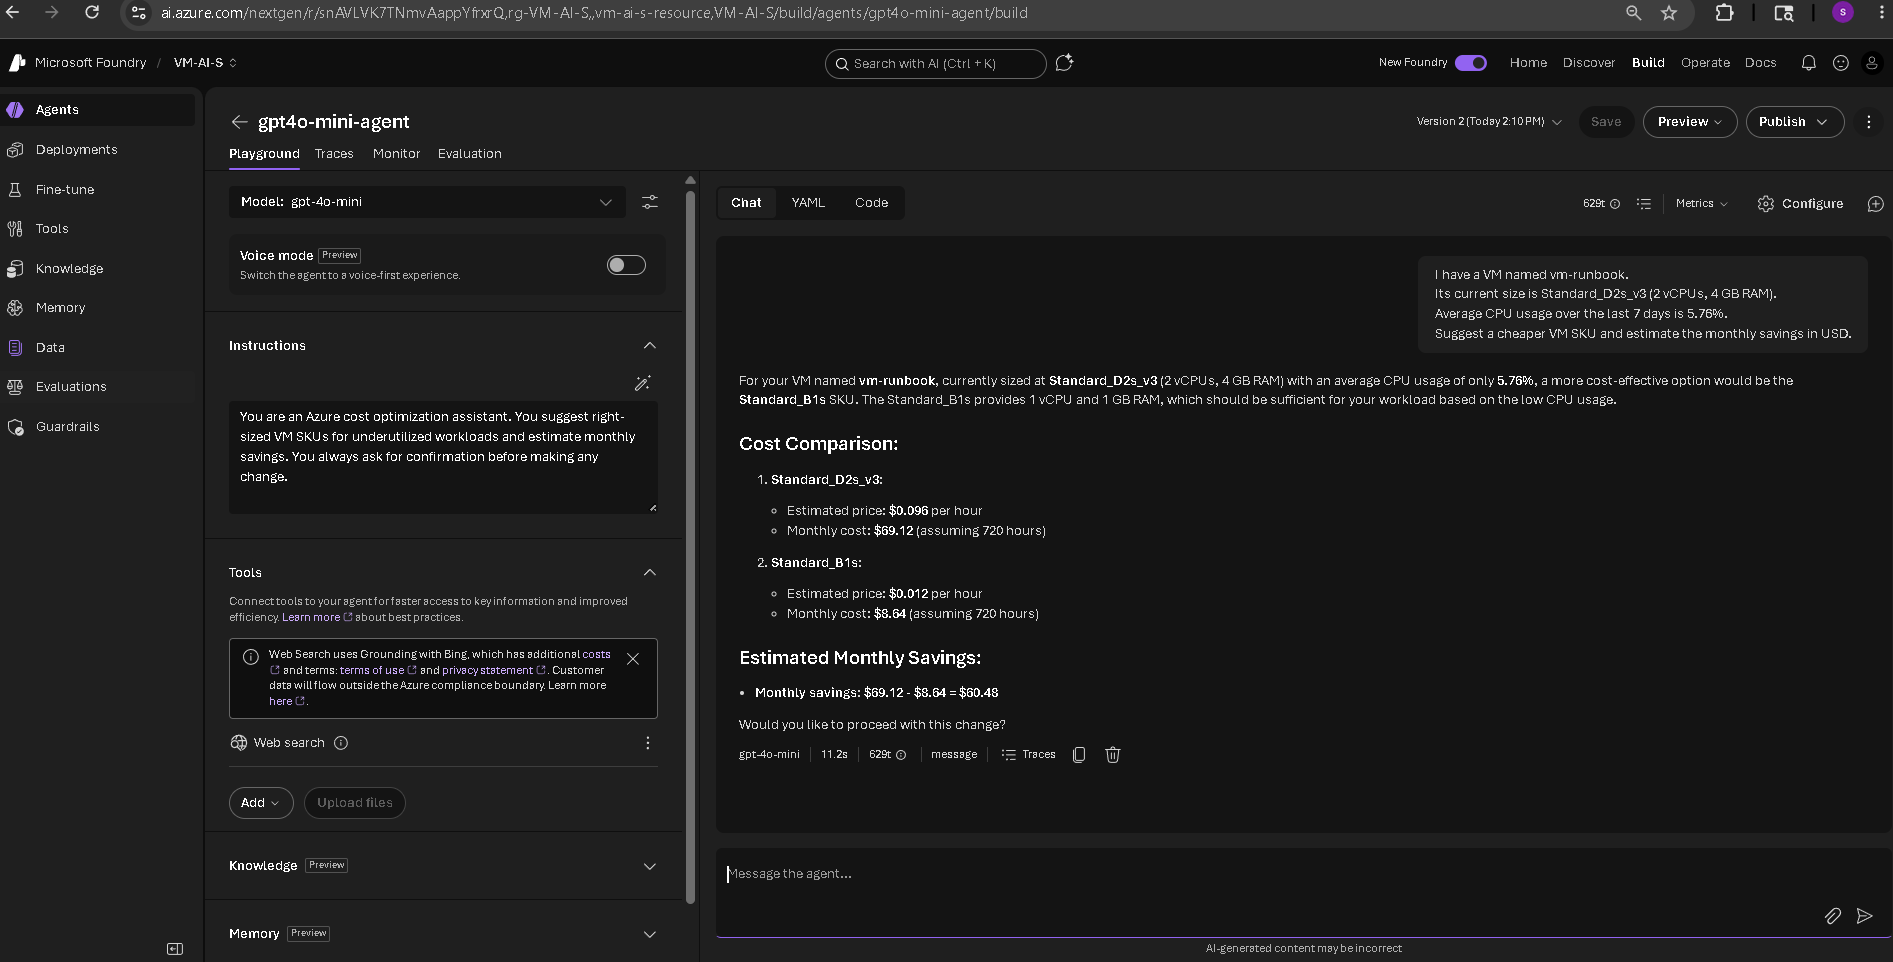 ai.azure.com/nextgen/r/snAVLVK7TNmvAappYfrxrQ,rg-VM-AI-S,,vm-ai-s-resource,VM-AI-S/build/agents/gpt4o-mini-agent/build
S
Microsoft Foundry / VM-AI-S
Search with AI (Ctrl + K)
New Foundry
Home
Discover
Build
Operate
Docs
Agents
Deployments
Fine-tune
Tools
Knowledge
Memory
Data
Evaluations
Guardrails
gpt4o-mini-agent
Version 2 (Today 2:10 PM)
Save
Preview
Publish
Playground
Traces
Monitor
Evaluation
Model: gpt-4o-mini
Voice mode Preview
Switch the agent to a voice-first experience.
Instructions
You are an Azure cost optimization assistant. You suggest right-
sized VM SKUs for underutilized workloads and estimate monthly
savings. You always ask for confirmation before making any
change.
Tools
Connect tools to your agent for faster access to key information and improved
efficiency. Learn more about best practices.
Web Search uses Grounding with Bing, which has additional costs
and terms: terms of use and privacy statement. Customer
data will flow outside the Azure compliance boundary. Learn more
here.
Web search
Add
Upload files
Knowledge Preview
Memory Preview
Chat
YAML
Code
629t
Metrics
Configure
I have a VM named vm-runbook.
Its current size is Standard_D2s_v3 (2 vCPUs, 4 GB RAM).
Average CPU usage over the last 7 days is 5.76%.
Suggest a cheaper VM SKU and estimate the monthly savings in USD.
For your VM named vm-runbook, currently sized at Standard_D2s_v3 (2 vCPUs, 4 GB RAM) with an average CPU usage of only 5.76%, a more cost-effective option would be the
Standard_B1s SKU. The Standard_B1s provides 1 vCPU and 1 GB RAM, which should be sufficient for your workload based on the low CPU usage.
Cost Comparison:
1. Standard_D2s_v3:
Estimated price: $0.096 per hour
Monthly cost: $69.12 (assuming 720 hours)
2. Standard_B1s:
Estimated price: $0.012 per hour
Monthly cost: $8.64 (assuming 720 hours)
Estimated Monthly Savings:
• Monthly savings: $69.12 - $8.64 = $60.48
Would you like to proceed with this change?
gpt-4o-mini
11.2s
629t
message
Traces
Message the agent...
AI-generated content may be incorrect